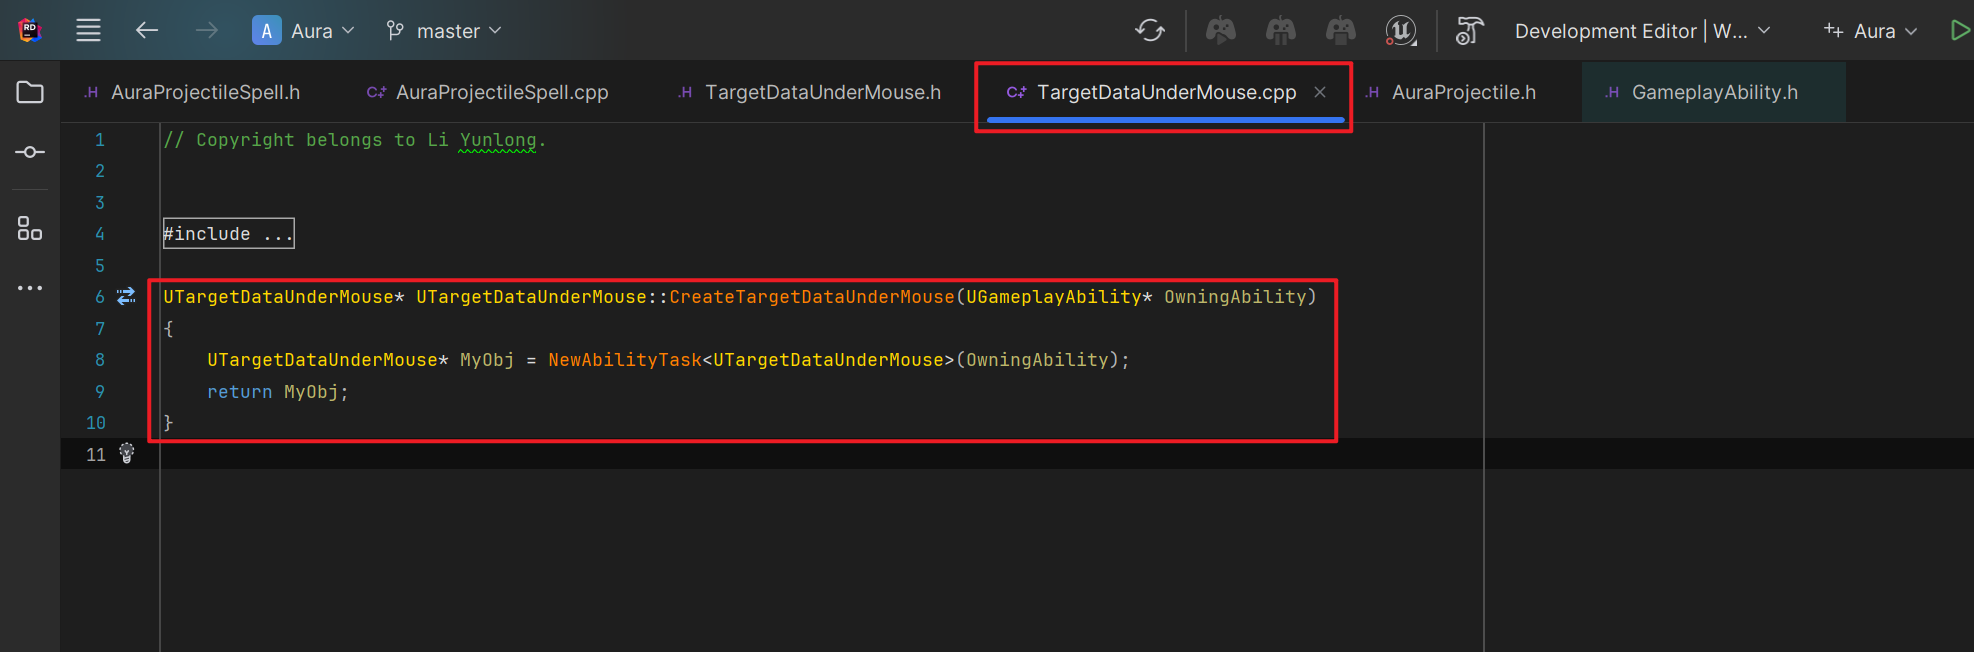 RD
A Aura master Development Editor | W... Aura
.H AuraProjectileSpell.h C++ AuraProjectileSpell.cpp .H TargetDataUnderMouse.h C++ TargetDataUnderMouse.cpp .H AuraProjectile.h .H GameplayAbility.h
1 // Copyright belongs to Li Yunlong.
2
3
4 #include ...
5
6 UTargetDataUnderMouse* UTargetDataUnderMouse::CreateTargetDataUnderMouse(UGameplayAbility* OwningAbility)
7 {
8 UTargetDataUnderMouse* MyObj = NewAbilityTask<UTargetDataUnderMouse>(OwningAbility);
9 return MyObj;
10 }
11